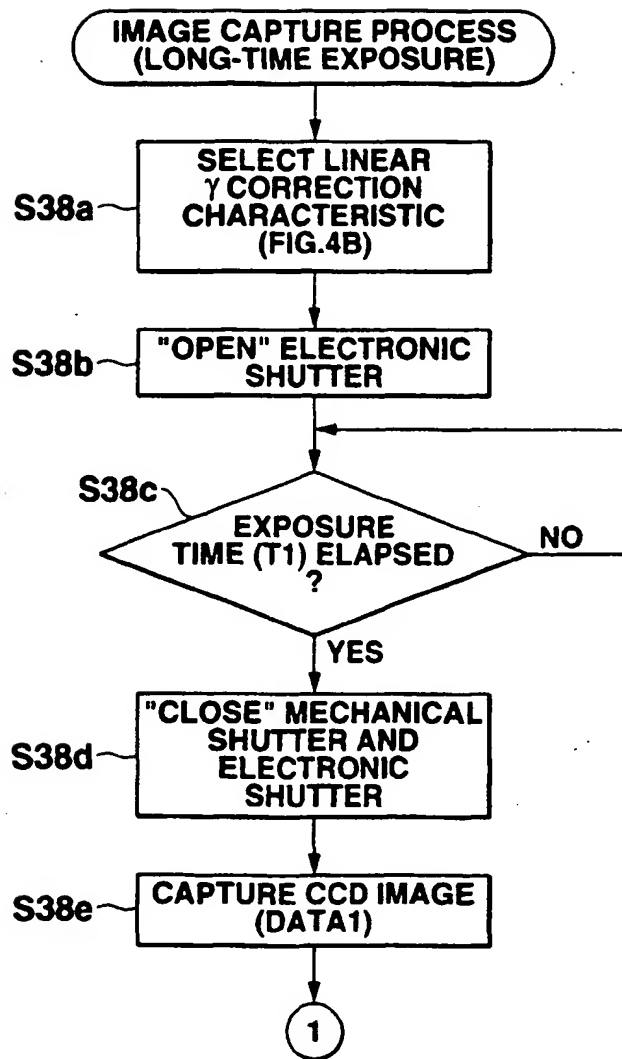 IMAGE CAPTURE PROCESS
(LONG-TIME EXPOSURE)
S38a
SELECT LINEAR
γ CORRECTION
CHARACTERISTIC
(FIG.4B)
S38b
"OPEN" ELECTRONIC
SHUTTER
S38c
EXPOSURE
TIME (T1) ELAPSED
?
NO
YES
S38d
"CLOSE" MECHANICAL
SHUTTER AND
ELECTRONIC
SHUTTER
S38e
CAPTURE CCD IMAGE
(DATA1)
1